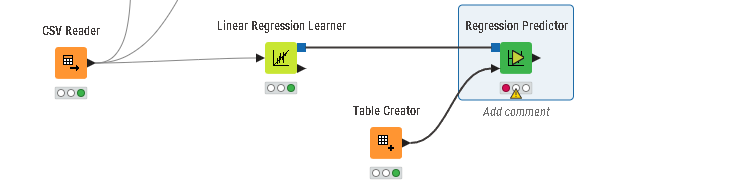 Linear Regression Learner
Regression Predictor
CSV Reader
Table Creator
Add comment